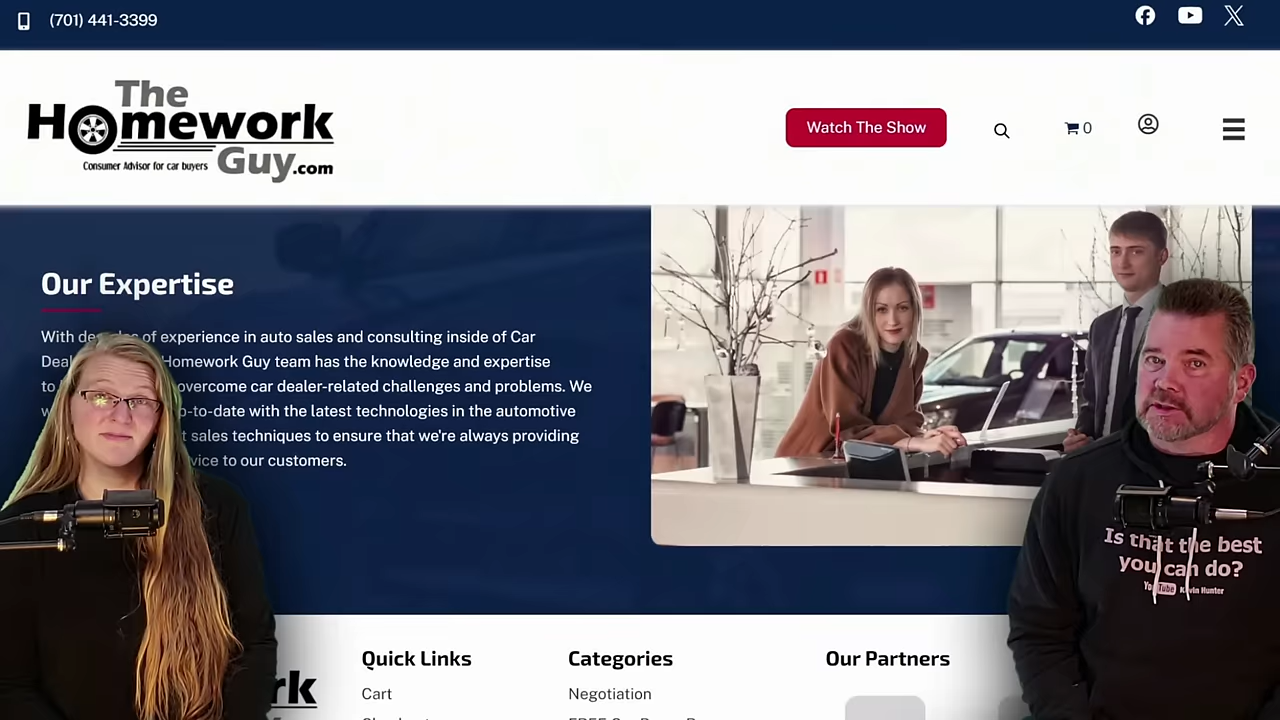 (701) 441-3399
The
Homework
Guy.com
Consumer Advisor for car buyers
Watch The Show
0
Our Expertise
With of experience in auto sales and consulting inside of Car
Homework Guy team has the knowledge and expertise
to overcome car dealer-related challenges and problems. We
-to-date with the latest technologies in the automotive
sales techniques to ensure that we're always providing
to our customers.
Is that the best
you can do?
YouTube Kevin Hunter
Quick Links
Categories
Our Partners
Cart
Negotiation